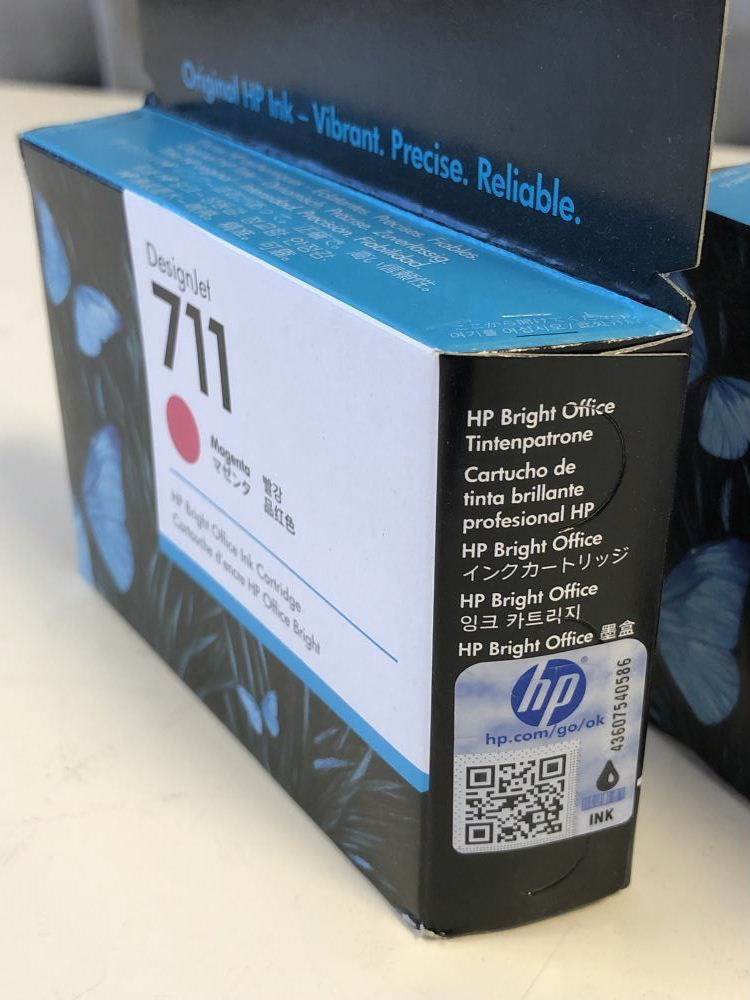 Original HP Ink – Vibrant. Precise. Reliable.
DesignJet
711
Magenta 빨강
マゼンタ 品红色
HP Bright Office Ink Cartridge
Cartouche d'encre HP Office Bright
HP Bright Office
Tintenpatrone
Cartucho de
tinta brillante
profesional HP
HP Bright Office
インクカートリッジ
HP Bright Office
잉크 카트리지
HP Bright Office 墨盒
hp
hp.com/go/ok
43607540586
INK